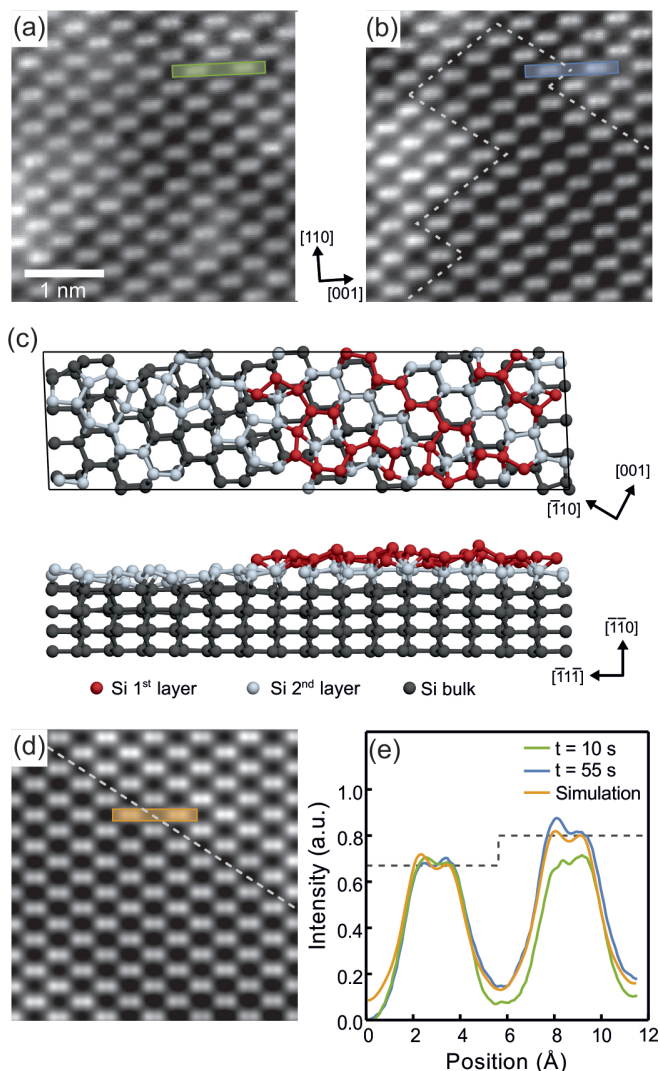 (a)
(b)
1 nm
[110]
[001]
(c)
[001]
[1̅10]
[1̅1̅0]
[1̅11̅]
Si 1st layer
Si 2nd layer
Si bulk
(d)
(e)
t = 10 s
t = 55 s
Simulation
1.0
0.8
0.6
0.4
0.2
0.0
Intensity (a.u.)
0 2 4 6 8 10 12
Position (Å)